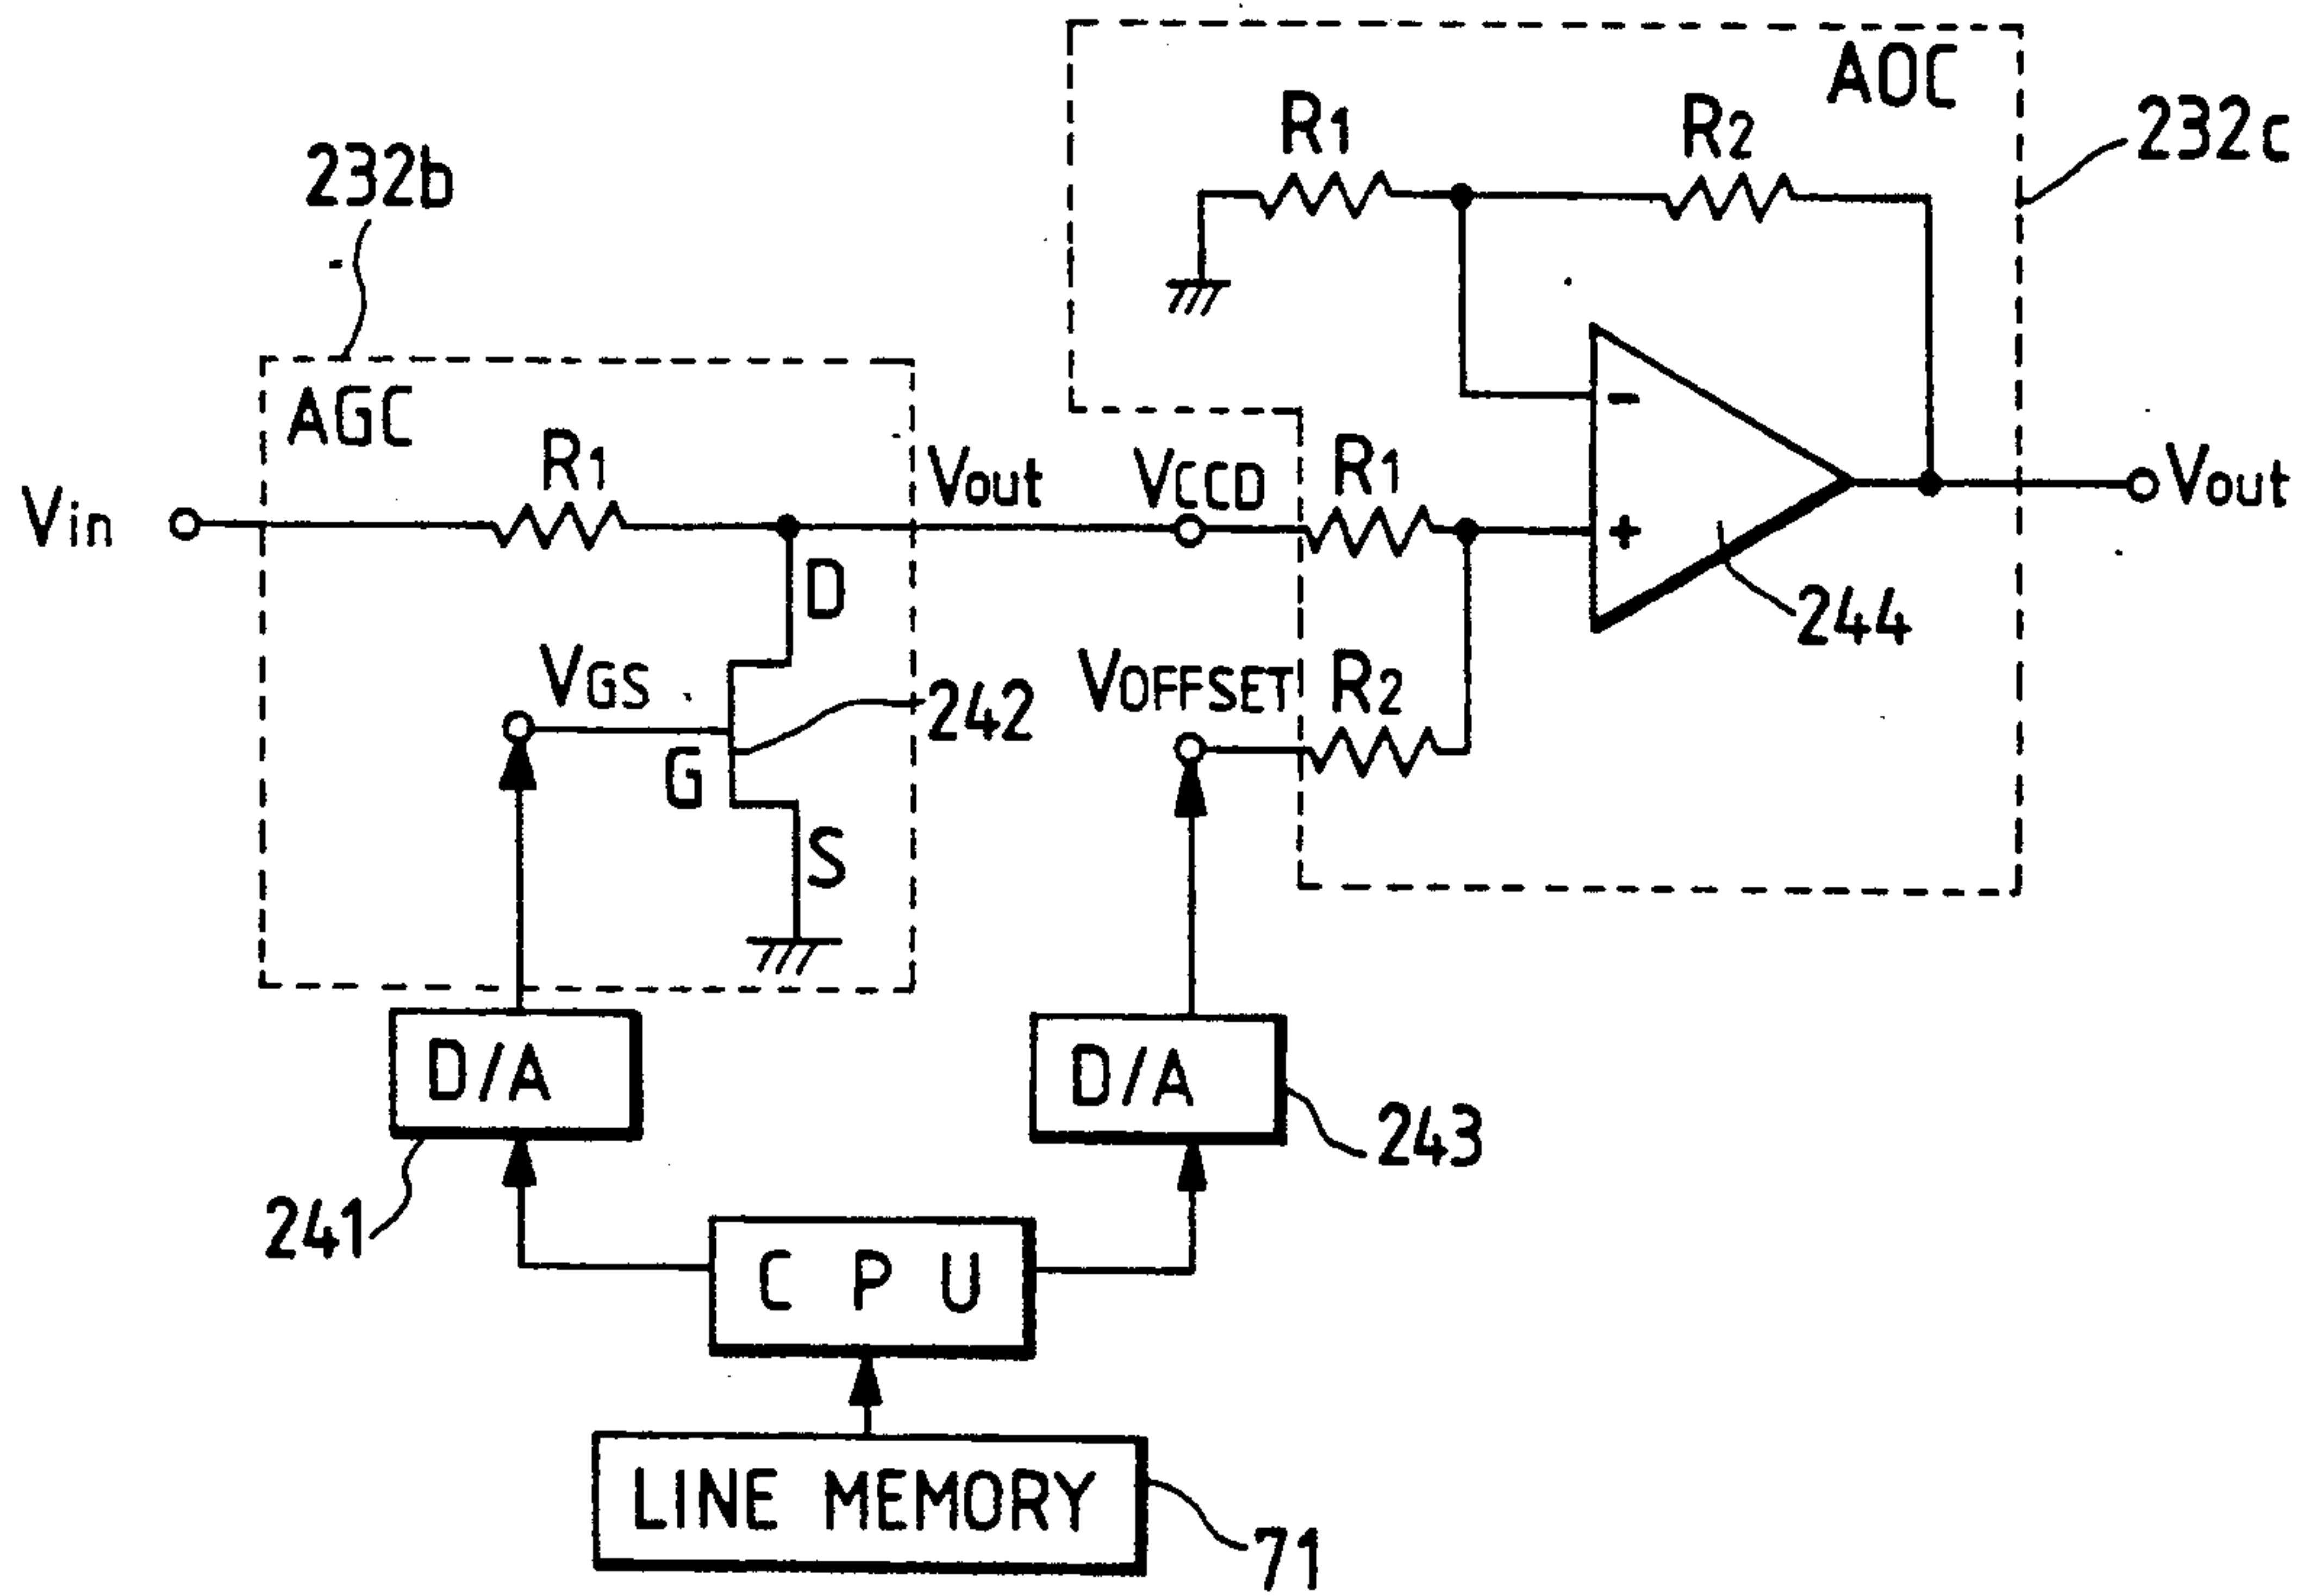 AOC
R1
R2
232c
232b
AGC
R1
Vout
VCCD
R1
Vin
-
+
Vout
D
244
VGS
242
VOFFSET
R2
G
S
D/A
D/A
243
241
C P U
LINE MEMORY
71